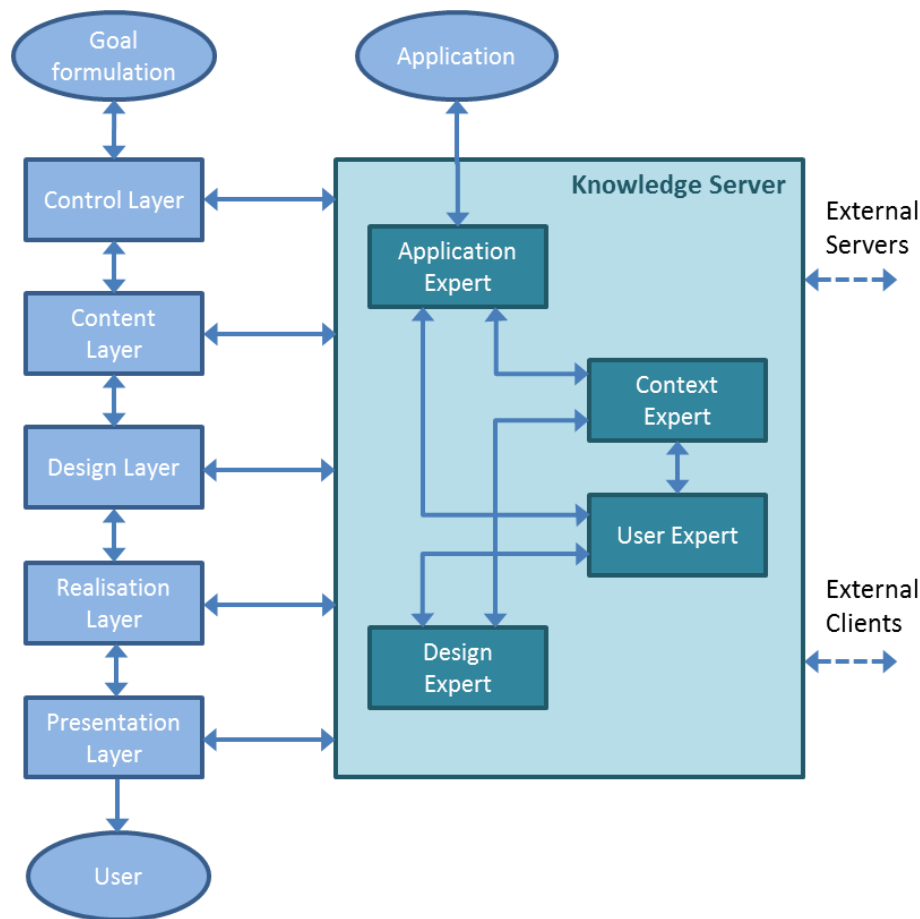 Goal
formulation
Application
Control Layer
Knowledge Server
External
Servers
Application
Expert
Content
Layer
Context
Expert
Design Layer
User Expert
Realisation
Layer
External
Clients
Design
Expert
Presentation
Layer
User